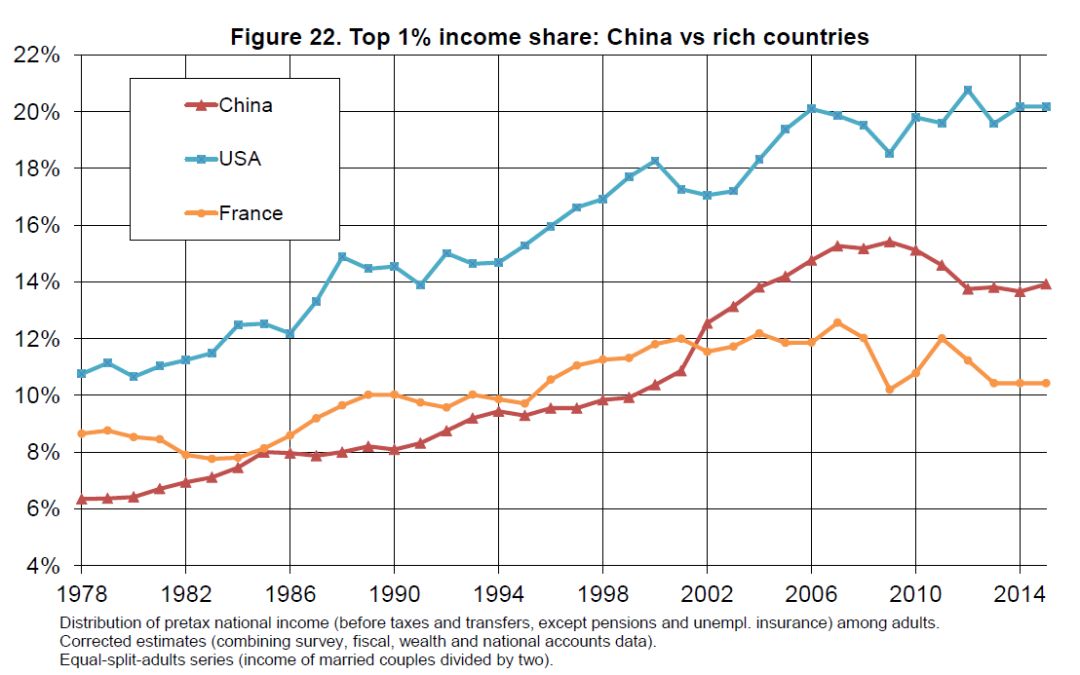 Figure 22. Top 1% income share: China vs rich countries
22%
20%
18%
16%
14%
12%
10%
8%
6%
4%
China
USA
France
1978 1982 1986 1990 1994 1998 2002 2006 2010 2014
Distribution of pretax national income (before taxes and transfers, except pensions and unempl. insurance) among adults.
Corrected estimates (combining survey, fiscal, wealth and national accounts data).
Equal-split-adults series (income of married couples divided by two).